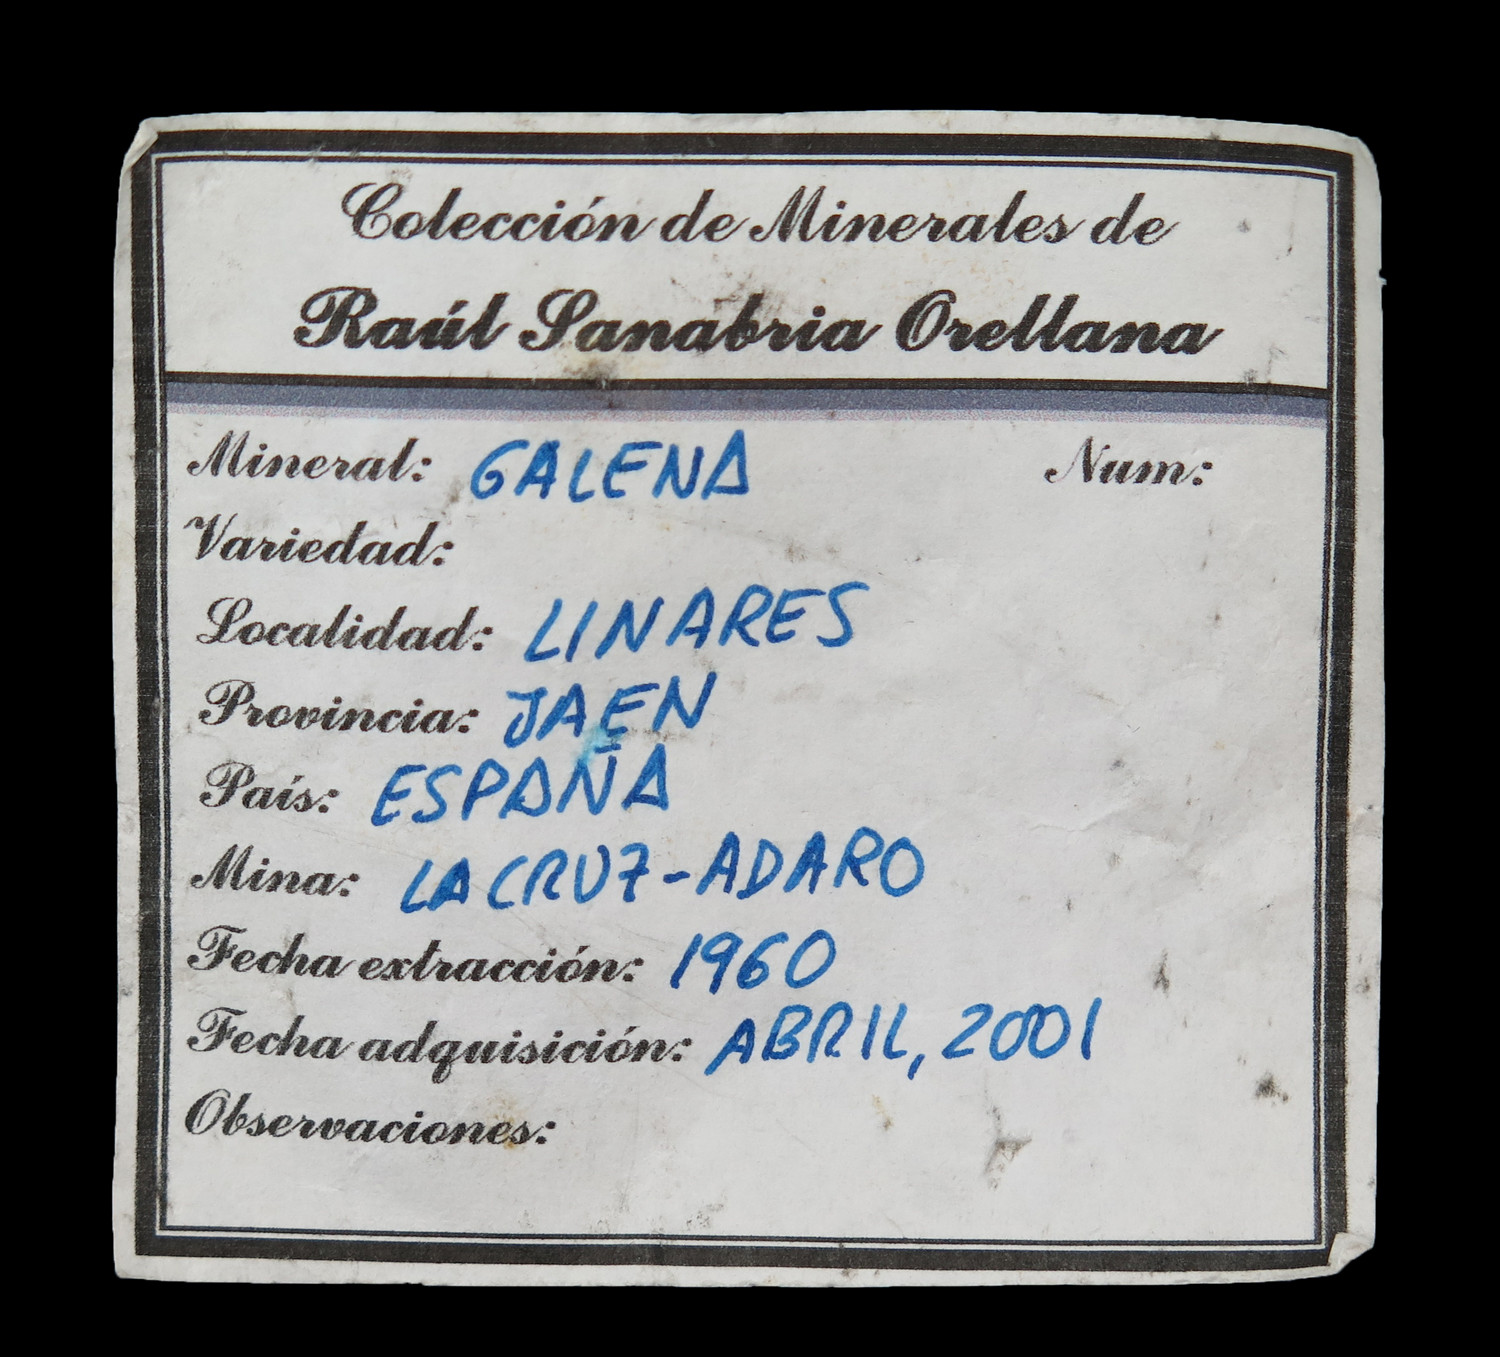 Colección de Minerales de
Raúl Sanabria Orellana
Mineral: GALENA Num:
Variedad:
Localidad: LINARES
Provincia: JAEN
País: ESPAÑA
Mina: LA CRUZ-ADARO
Fecha extracción: 1960
Fecha adquisición: ABRIL, 2001
Observaciones: